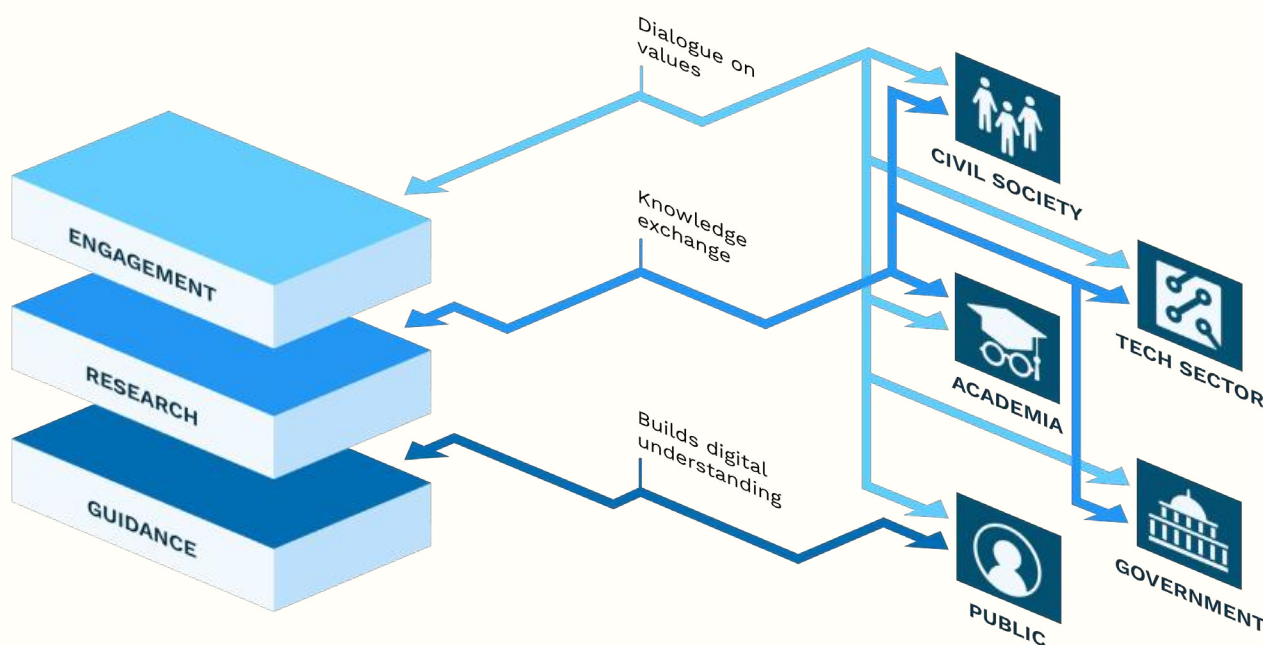 Dialogue on
values
ENGAGEMENT
Knowledge
exchange
RESEARCH
Builds digital
understanding
GUIDANCE
CIVIL SOCIETY
TECH SECTOR
ACADEMIA
GOVERNMENT
PUBLIC